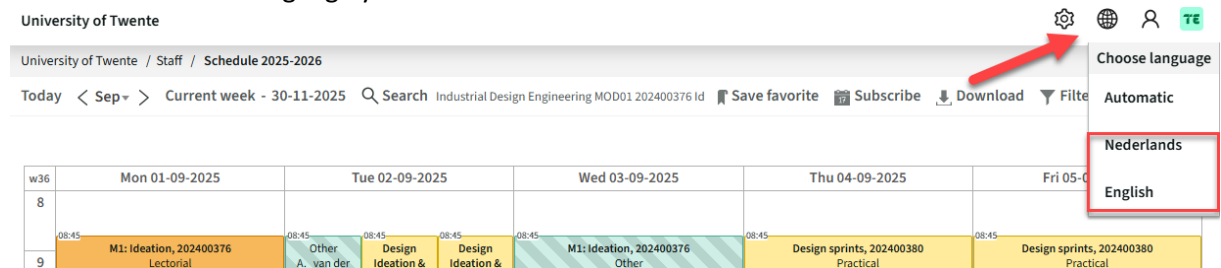 University of Twente
TE
University of Twente / Staff / Schedule 2025-2026
Choose language
Today < Sep > Current week - 30-11-2025 Search Industrial Design Engineering MOD01 202400376 Id Save favorite 17 Subscribe Download Filte
Automatic
Nederlands
English
w36 Mon 01-09-2025 Tue 02-09-2025 Wed 03-09-2025 Thu 04-09-2025 Fri 05-0
8
08:45 08:45 08:45 08:45 08:45 08:45 08:45
M1: Ideation, 202400376 Other Design Design M1: Ideation, 202400376 Design sprints, 202400380 Design sprints, 202400380
9 Lectorial A. van der Ideation & Ideation & Other Practical Practical